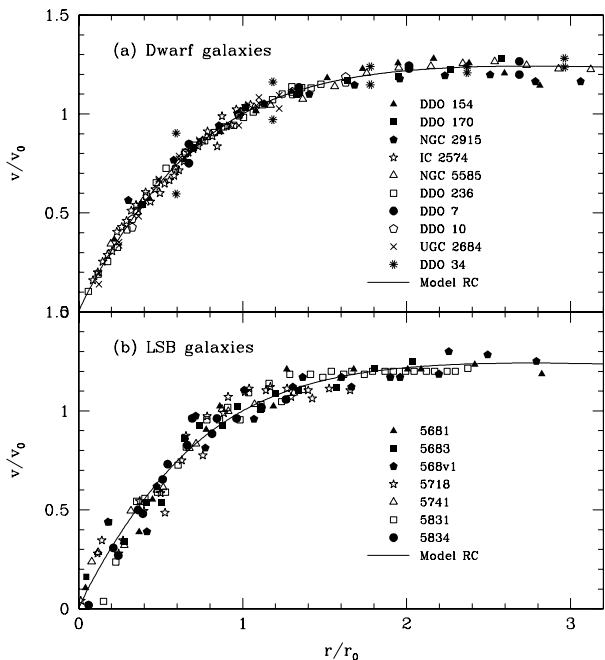 1.5
(a) Dwarf galaxies
1
v/v0
DDO 154
DDO 170
NGC 2915
IC 2574
NGC 5585
DDO 236
DDO 7
DDO 10
UGC 2684
DDO 34
Model RC
0.5
0
1.5
(b) LSB galaxies
1
v/v0
5681
5683
568v1
5718
5741
5831
5834
Model RC
0.5
0
0 1 2 3
r/r0